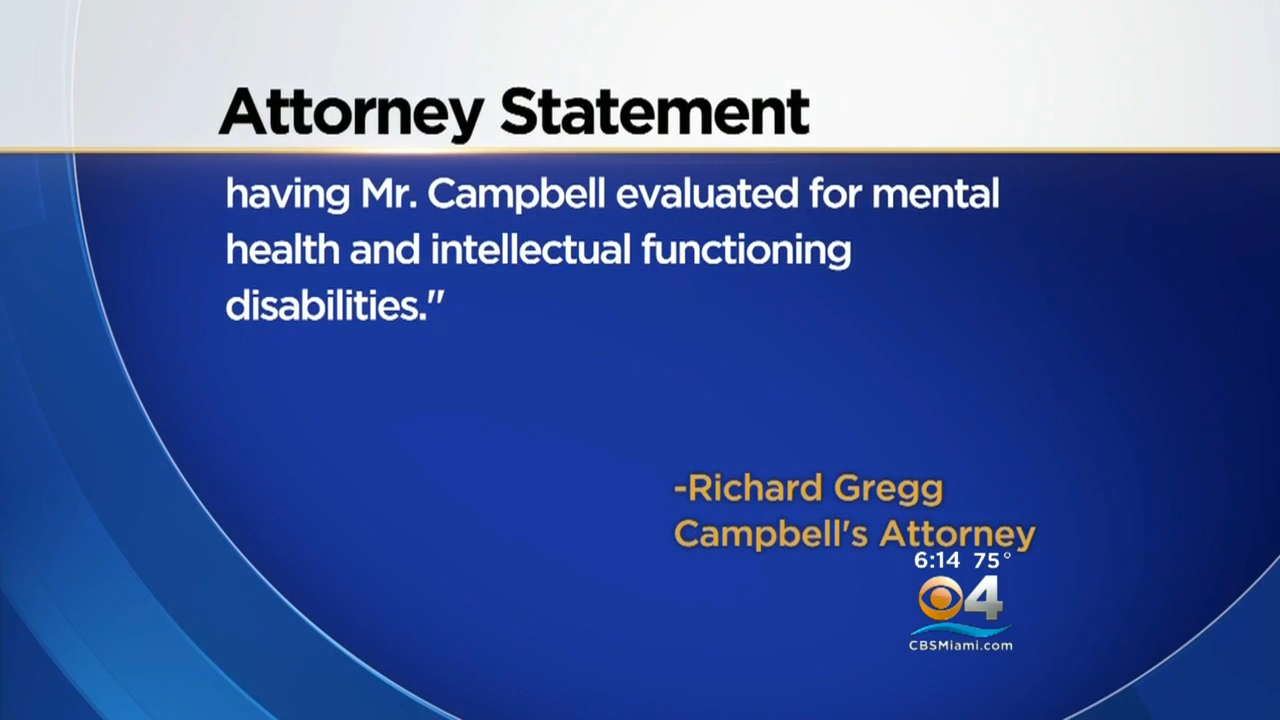 Attorney Statement
having Mr. Campbell evaluated for mental
health and intellectual functioning
disabilities."
-Richard Gregg
Campbell's Attorney
6:14 75°
4
CBSMiami.com